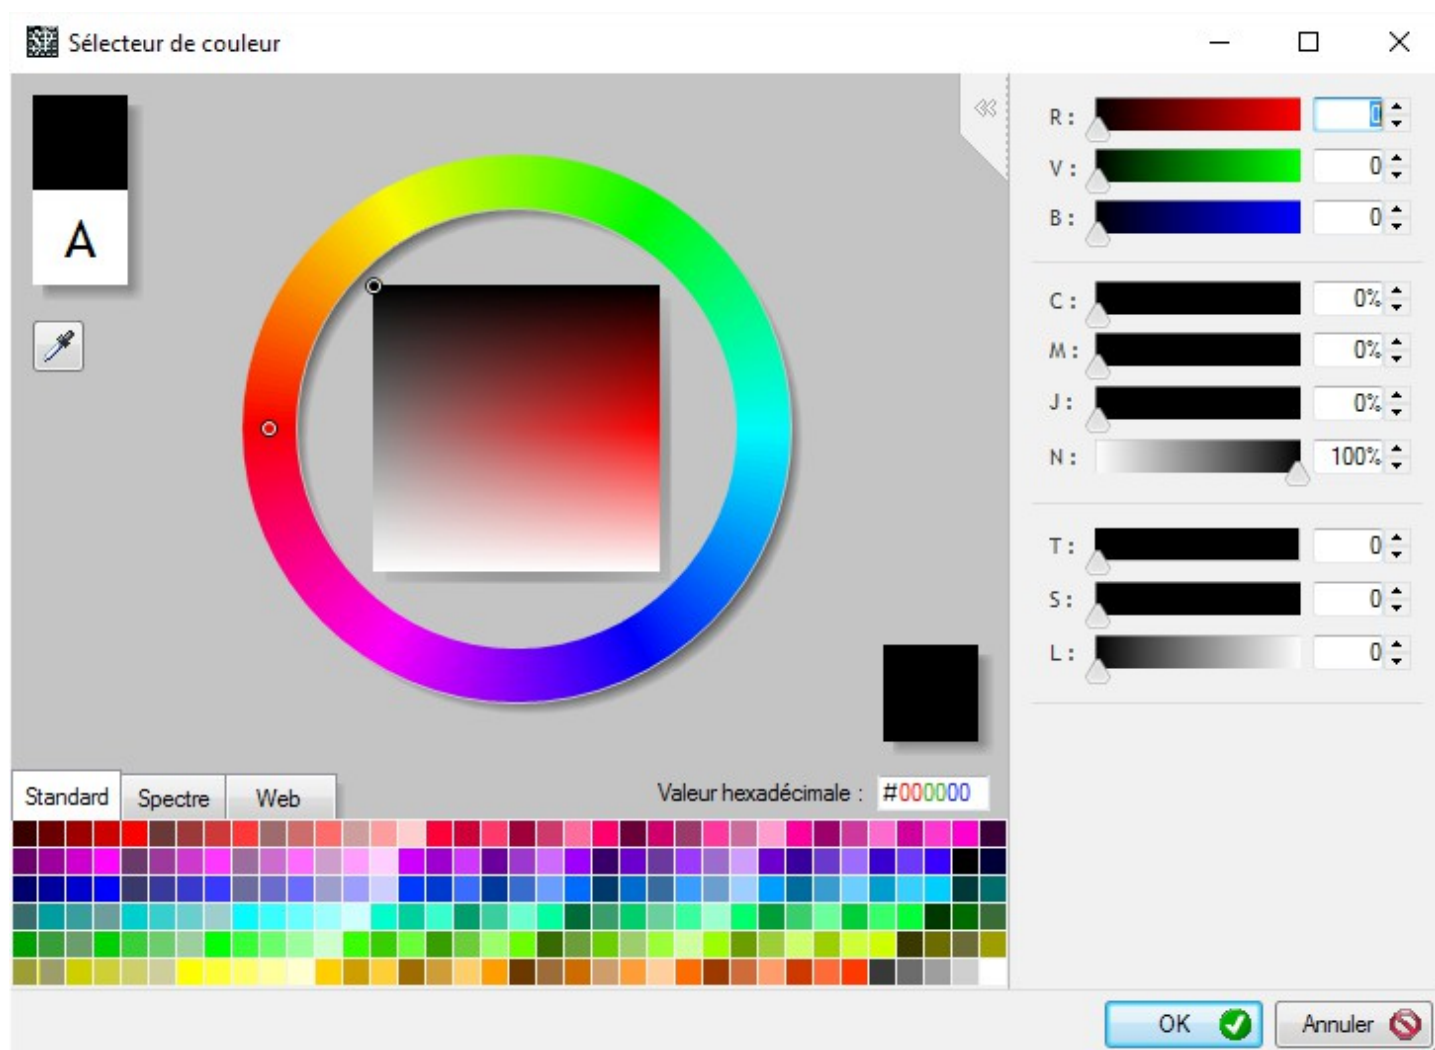 SP Sélecteur de couleur
A
R : 0
V : 0
B : 0
C : 0%
M : 0%
J : 0%
N : 100%
T : 0
S : 0
L : 0
Standard Spectre Web Valeur hexadécimale : #000000
OK Annuler